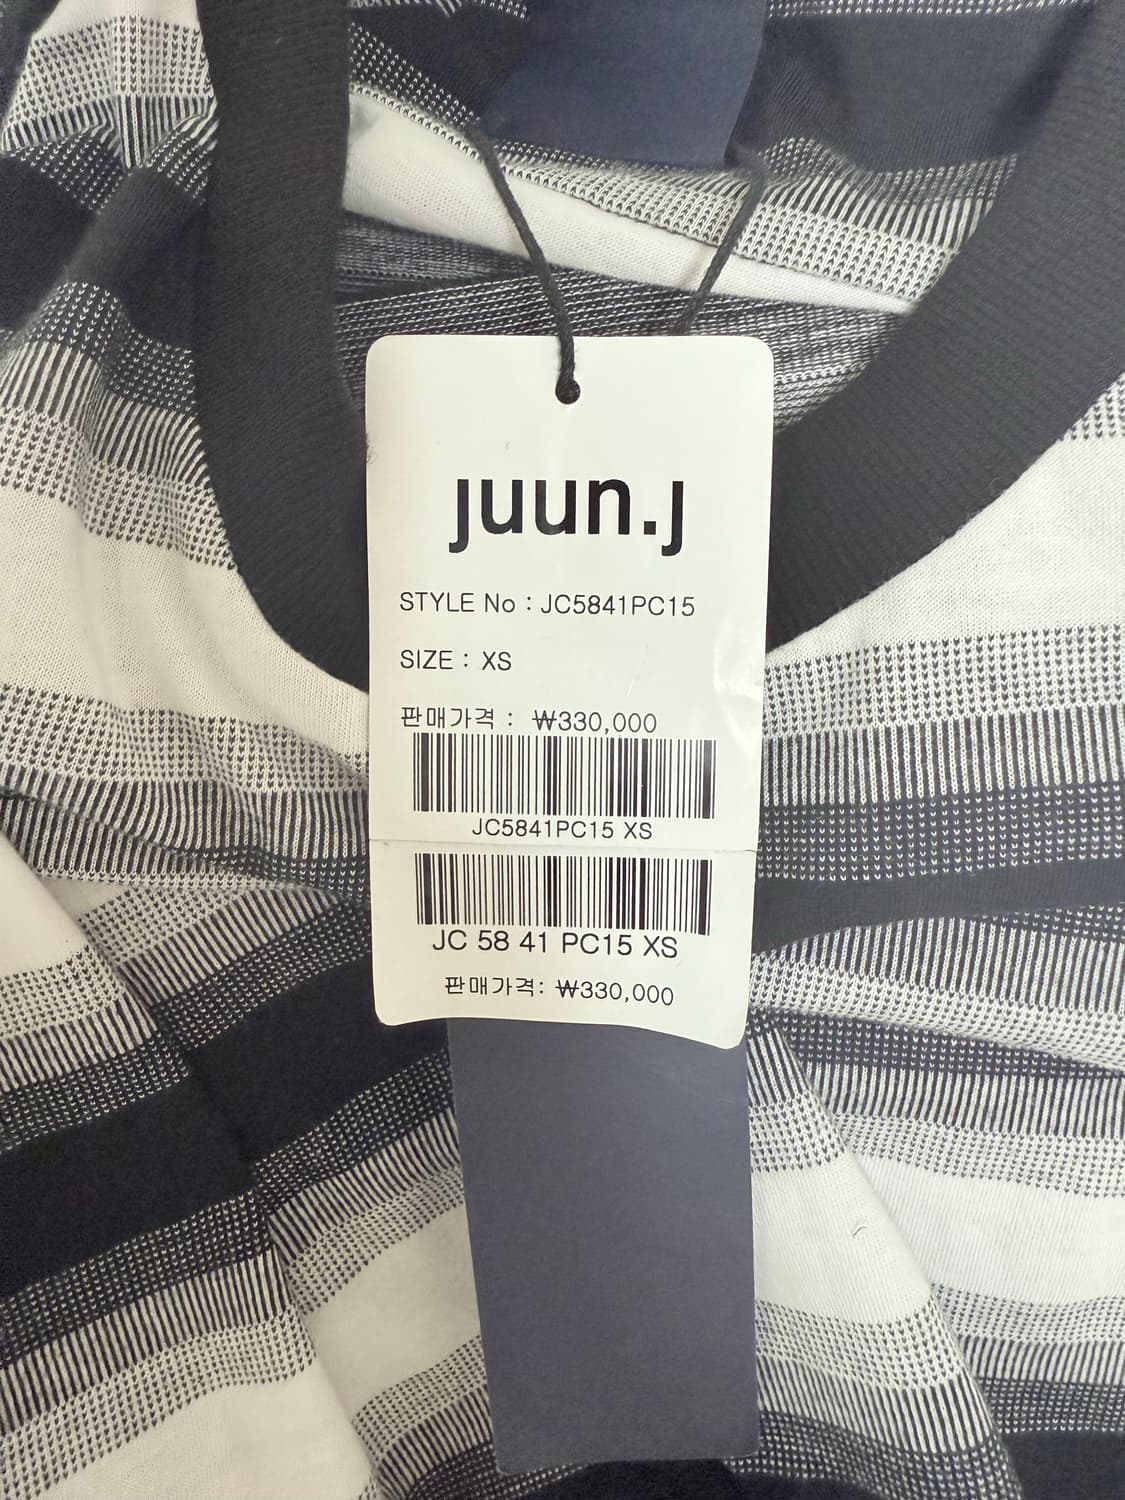 juun.j
STYLE No : JC5841PC15
SIZE : XS
판매가격 : ₩330,000
JC5841PC15 XS
JC 58 41 PC15 XS
판매가격: ₩330,000